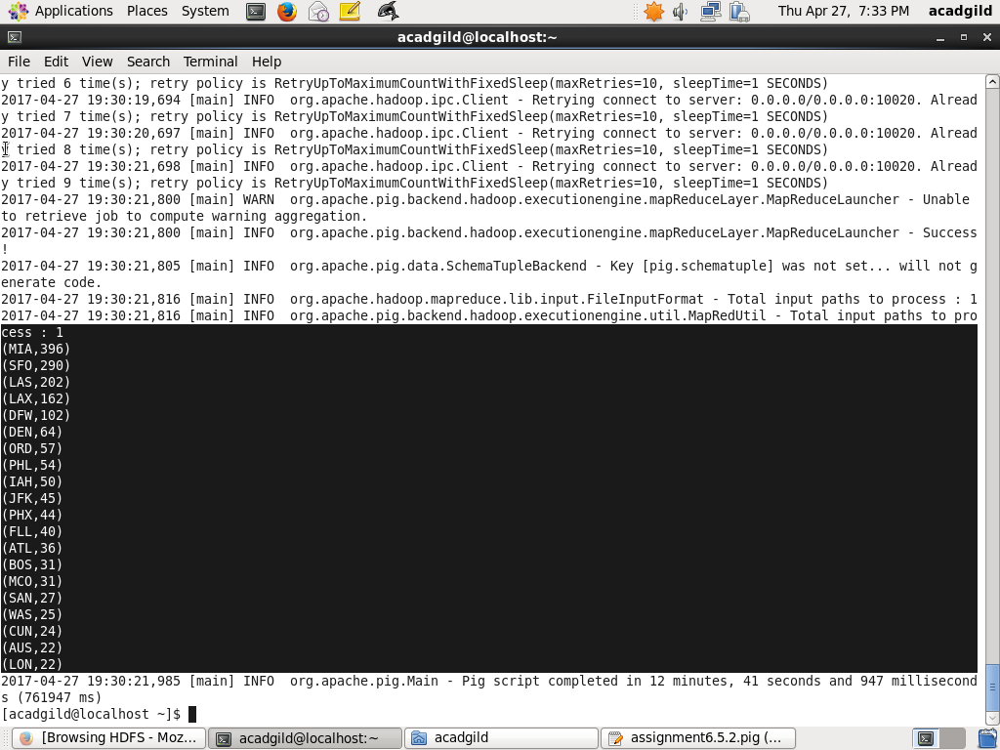 Applications Places System
Thu Apr 27, 7:33 PM acadgild
acadgild@localhost:~
File Edit View Search Terminal Help
y tried 6 time(s); retry policy is RetryUpToMaximumCountWithFixedSleep(maxRetries=10, sleepTime=1 SECONDS)
2017-04-27 19:30:19,694 [main] INFO  org.apache.hadoop.ipc.Client - Retrying connect to server: 0.0.0.0/0.0.0.0:10020. Alread
y tried 7 time(s); retry policy is RetryUpToMaximumCountWithFixedSleep(maxRetries=10, sleepTime=1 SECONDS)
2017-04-27 19:30:20,697 [main] INFO  org.apache.hadoop.ipc.Client - Retrying connect to server: 0.0.0.0/0.0.0.0:10020. Alread
y tried 8 time(s); retry policy is RetryUpToMaximumCountWithFixedSleep(maxRetries=10, sleepTime=1 SECONDS)
2017-04-27 19:30:21,698 [main] INFO  org.apache.hadoop.ipc.Client - Retrying connect to server: 0.0.0.0/0.0.0.0:10020. Alread
y tried 9 time(s); retry policy is RetryUpToMaximumCountWithFixedSleep(maxRetries=10, sleepTime=1 SECONDS)
2017-04-27 19:30:21,800 [main] WARN  org.apache.pig.backend.hadoop.executionengine.mapReduceLayer.MapReduceLauncher - Unable
to retrieve job to compute warning aggregation.
2017-04-27 19:30:21,800 [main] INFO  org.apache.pig.backend.hadoop.executionengine.mapReduceLayer.MapReduceLauncher - Success
!
2017-04-27 19:30:21,805 [main] INFO  org.apache.pig.data.SchemaTupleBackend - Key [pig.schematuple] was not set... will not g
enerate code.
2017-04-27 19:30:21,816 [main] INFO  org.apache.hadoop.mapreduce.lib.input.FileInputFormat - Total input paths to process : 1
2017-04-27 19:30:21,816 [main] INFO  org.apache.pig.backend.hadoop.executionengine.util.MapRedUtil - Total input paths to pro
cess : 1
(MIA,396)
(SFO,290)
(LAS,202)
(LAX,162)
(DFW,102)
(DEN,64)
(ORD,57)
(PHL,54)
(IAH,50)
(JFK,45)
(PHX,44)
(FLL,40)
(ATL,36)
(BOS,31)
(MCO,31)
(SAN,27)
(WAS,25)
(CUN,24)
(AUS,22)
(LON,22)
2017-04-27 19:30:21,985 [main] INFO  org.apache.pig.Main - Pig script completed in 12 minutes, 41 seconds and 947 millisecond
s (761947 ms)
[acadgild@localhost ~]$
[Browsing HDFS - Moz... acadgild@localhost:~ acadgild assignment6.5.2.pig (...